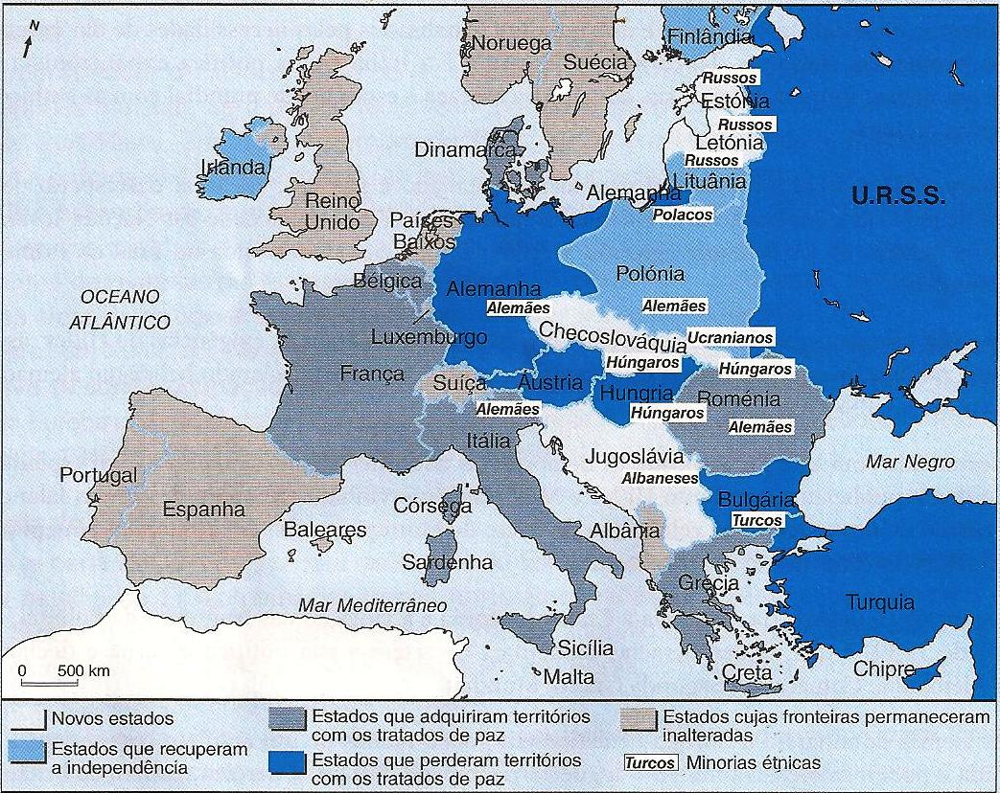 N
Noruega
Suécia
Finlândia
Russos
Estónia
Russos
Letónia
Russos
Lituânia
Dinamarca
Alemanha
Polacos
U.R.S.S.
Irlanda
Reino
Unido
Países
Baixos
Bélgica
Alemanha
Alemães
Polónia
Alemães
OCEANO
ATLÂNTICO
Luxemburgo
Checoslováquia
Ucranianos
Húngaros
Húngaros
França
Suíça
Áustria
Hungria
Húngaros
Roménia
Alemães
Alemães
Itália
Jugoslávia
Albaneses
Mar Negro
Portugal
Espanha
Córsega
Bulgária
Turcos
Baleares
Albânia
Sardenha
Grécia
Turquia
Mar Mediterrâneo
Sicília
Malta
Creta
Chipre
0 500 km
Novos estados
Estados que recuperam
a independência
Estados que adquiriram territórios
com os tratados de paz
Estados que perderam territórios
com os tratados de paz
Estados cujas fronteiras permaneceram
inalteradas
Turcos Minorias étnicas